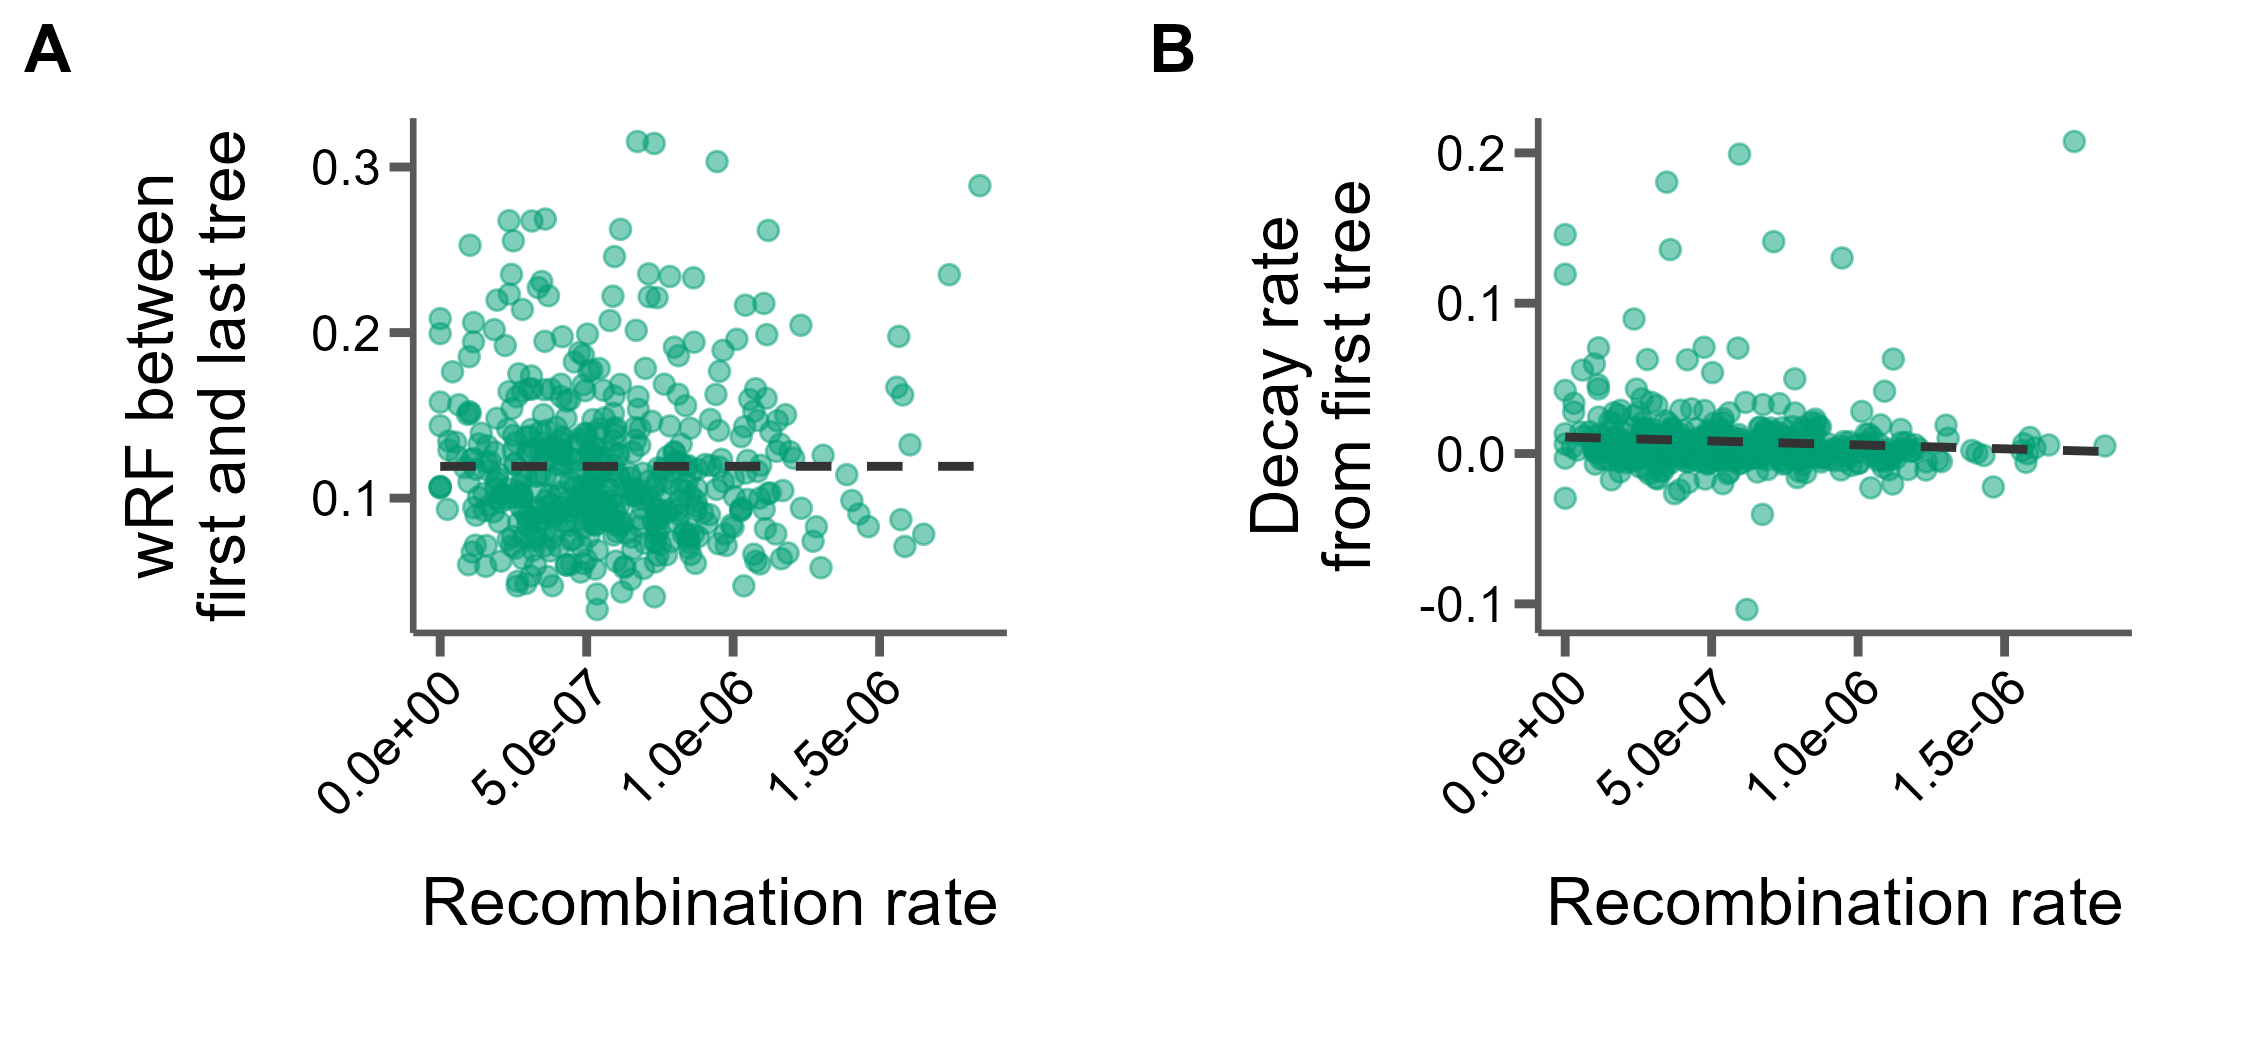 A
wRF between
first and last tree
0.3
0.2
0.1
0.0e+00
5.0e-07
1.0e-06
1.5e-06
Recombination rate
B
Decay rate
from first tree
0.2
0.1
0.0
-0.1
0.0e+00
5.0e-07
1.0e-06
1.5e-06
Recombination rate